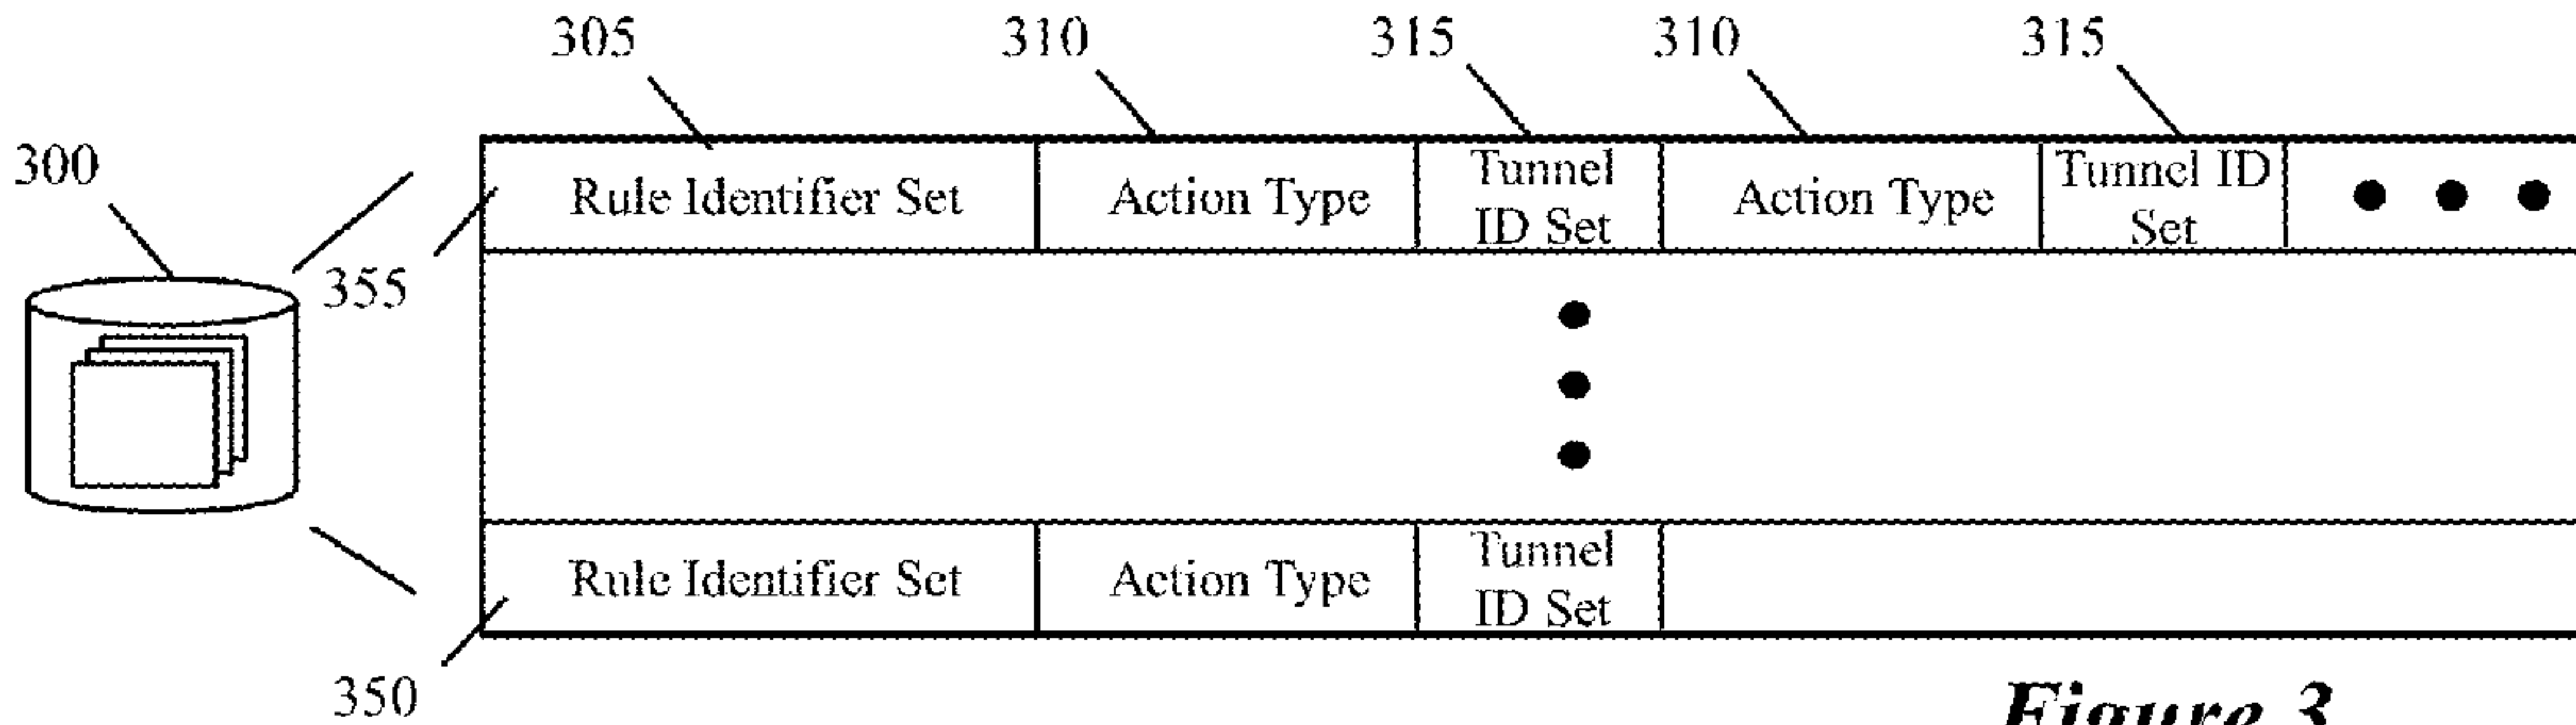 305
310
315
310
315
300
Rule Identifier Set
Action Type
Tunnel
ID Set
Action Type
Tunnel ID
Set
355
Rule Identifier Set
Action Type
Tunnel
ID Set
350
Figure 3